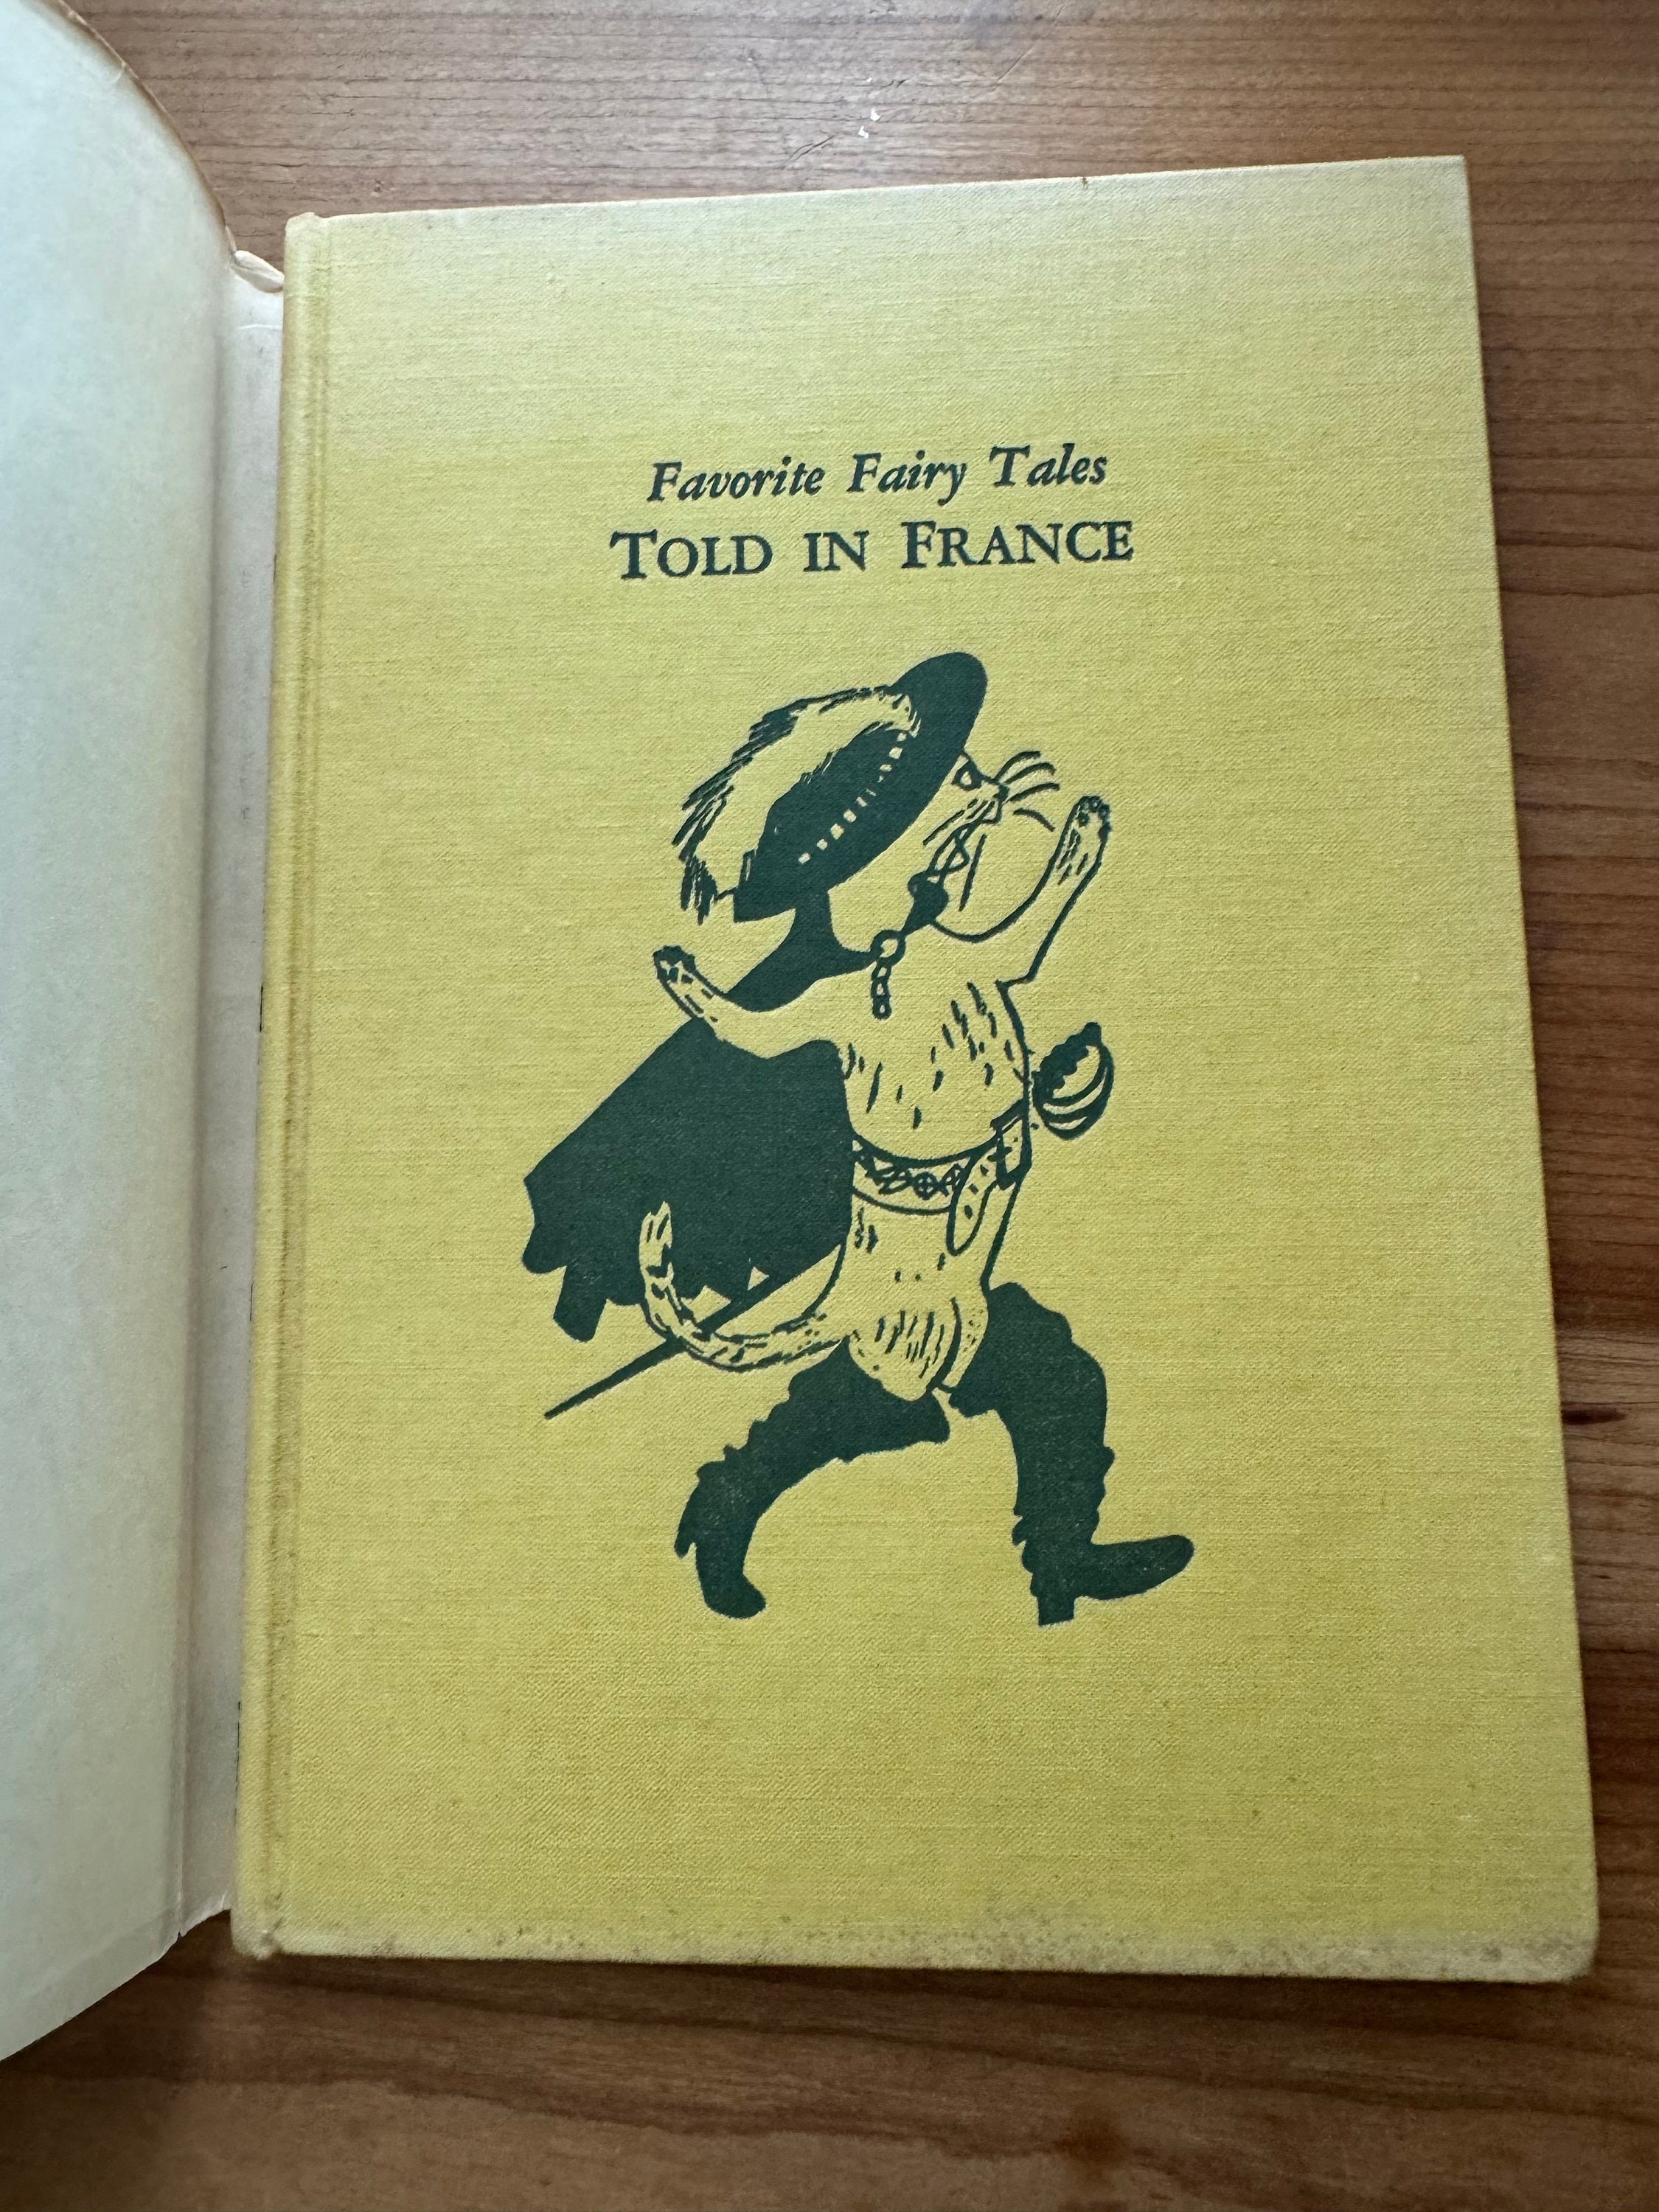 Favorite Fairy Tales
TOLD IN FRANCE